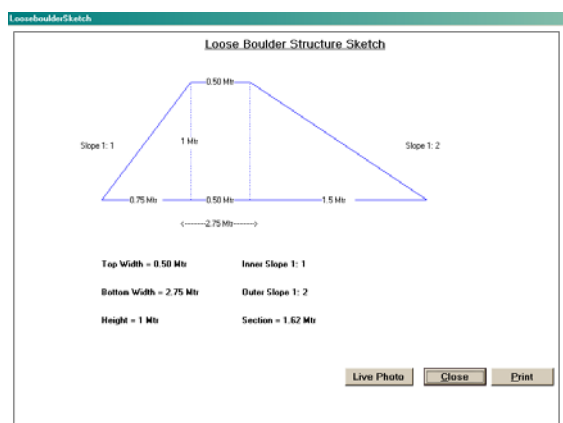 LooseboulderSketch
Loose Boulder Structure Sketch
0.50 Mtr
Slope 1: 1
1 Mtr
Slope 1: 2
0.75 Mtr
0.50 Mtr
1.5 Mtr
<-------2.75 Mtr------>
Top Width = 0.50 Mtr Inner Slope 1: 1
Bottom Width = 2.75 Mtr Outer Slope 1: 2
Height = 1 Mtr Section = 1.62 Mtr
Live Photo Close Print